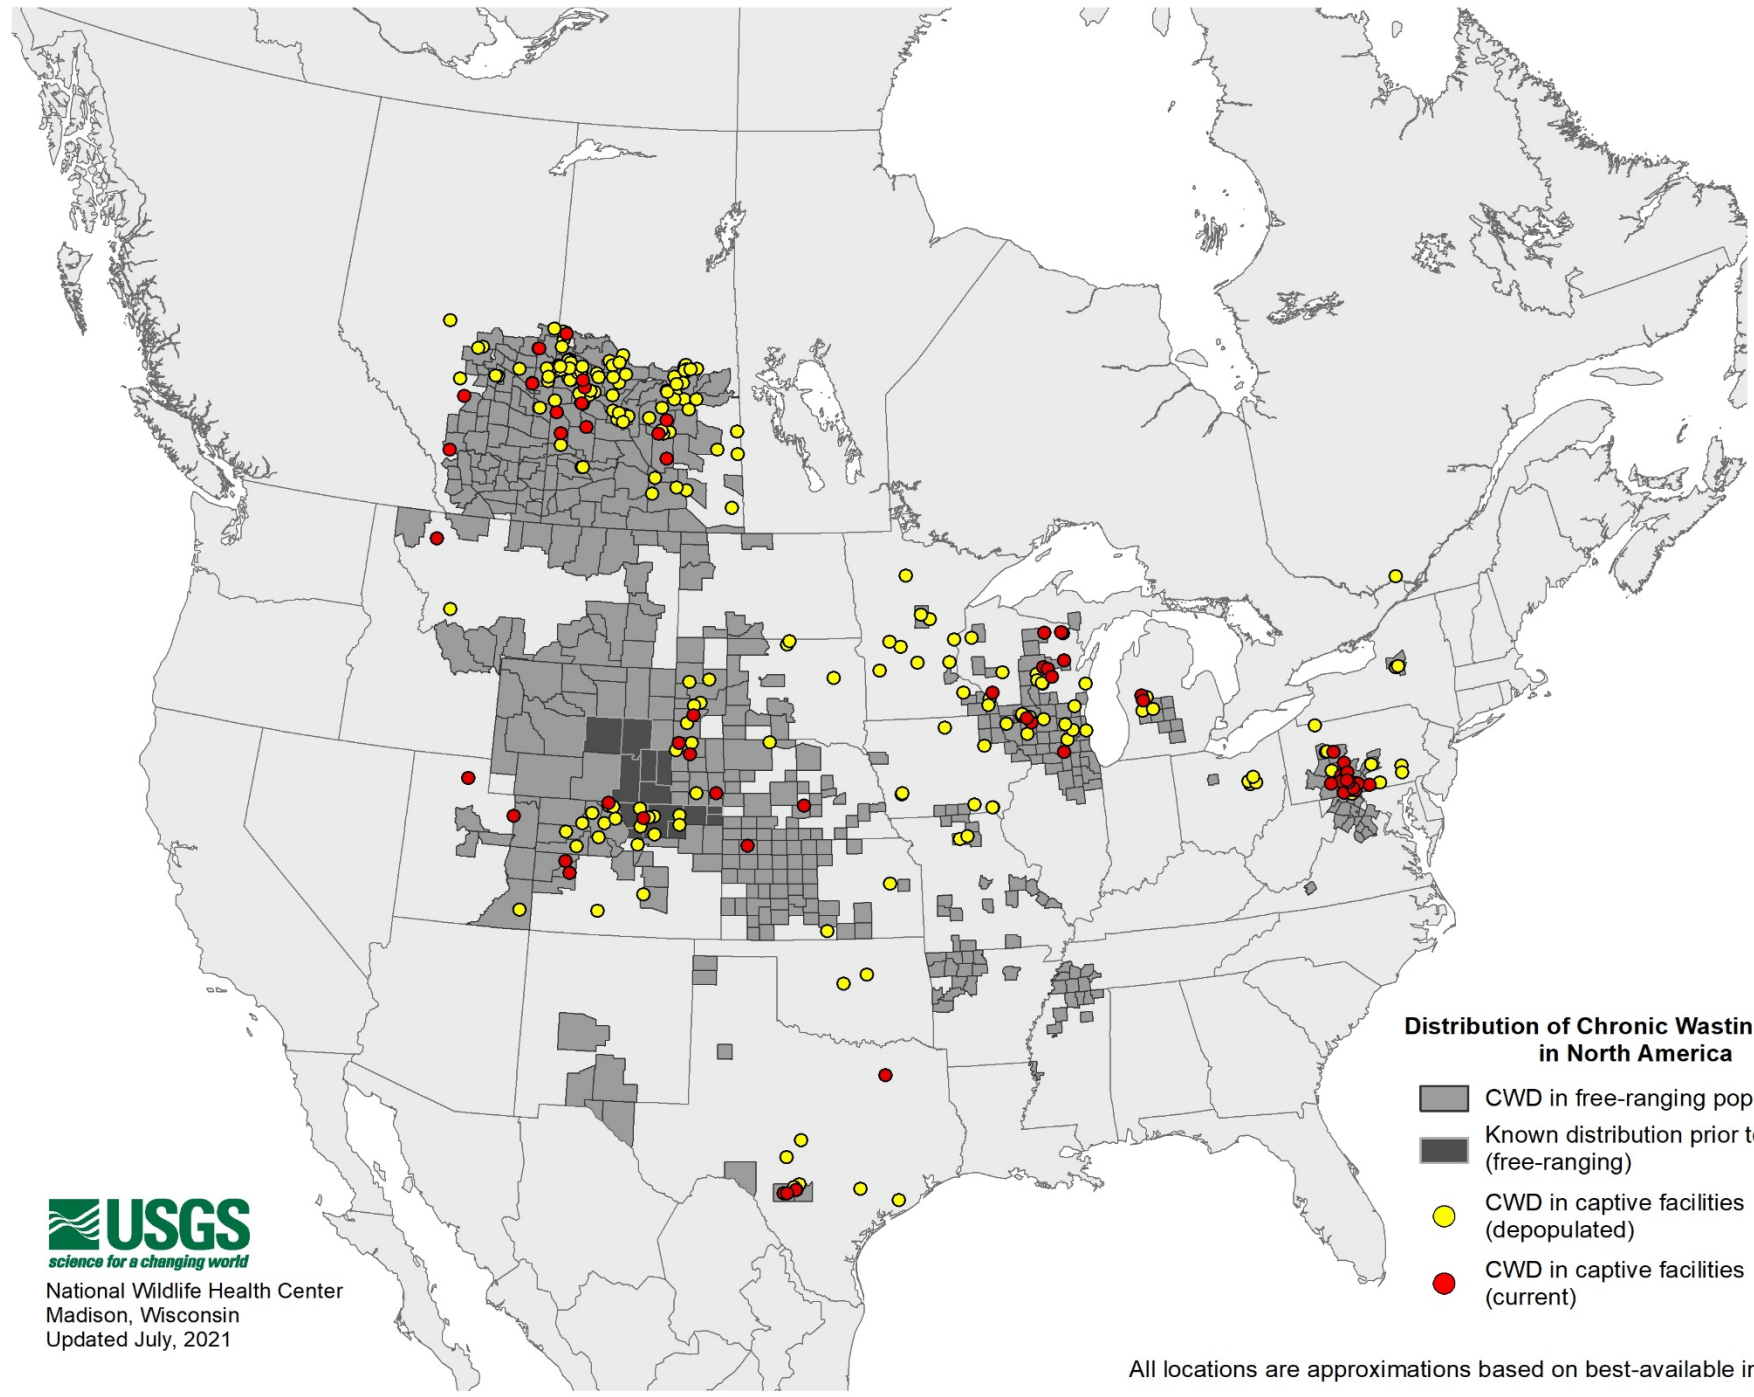 Distribution of Chronic Wastin
in North America
CWD in free-ranging pop
Known distribution prior t
(free-ranging)
CWD in captive facilities
(depopulated)
CWD in captive facilities
(current)
USGS
science for a changing world
National Wildlife Health Center
Madison, Wisconsin
Updated July, 2021
All locations are approximations based on best-available in